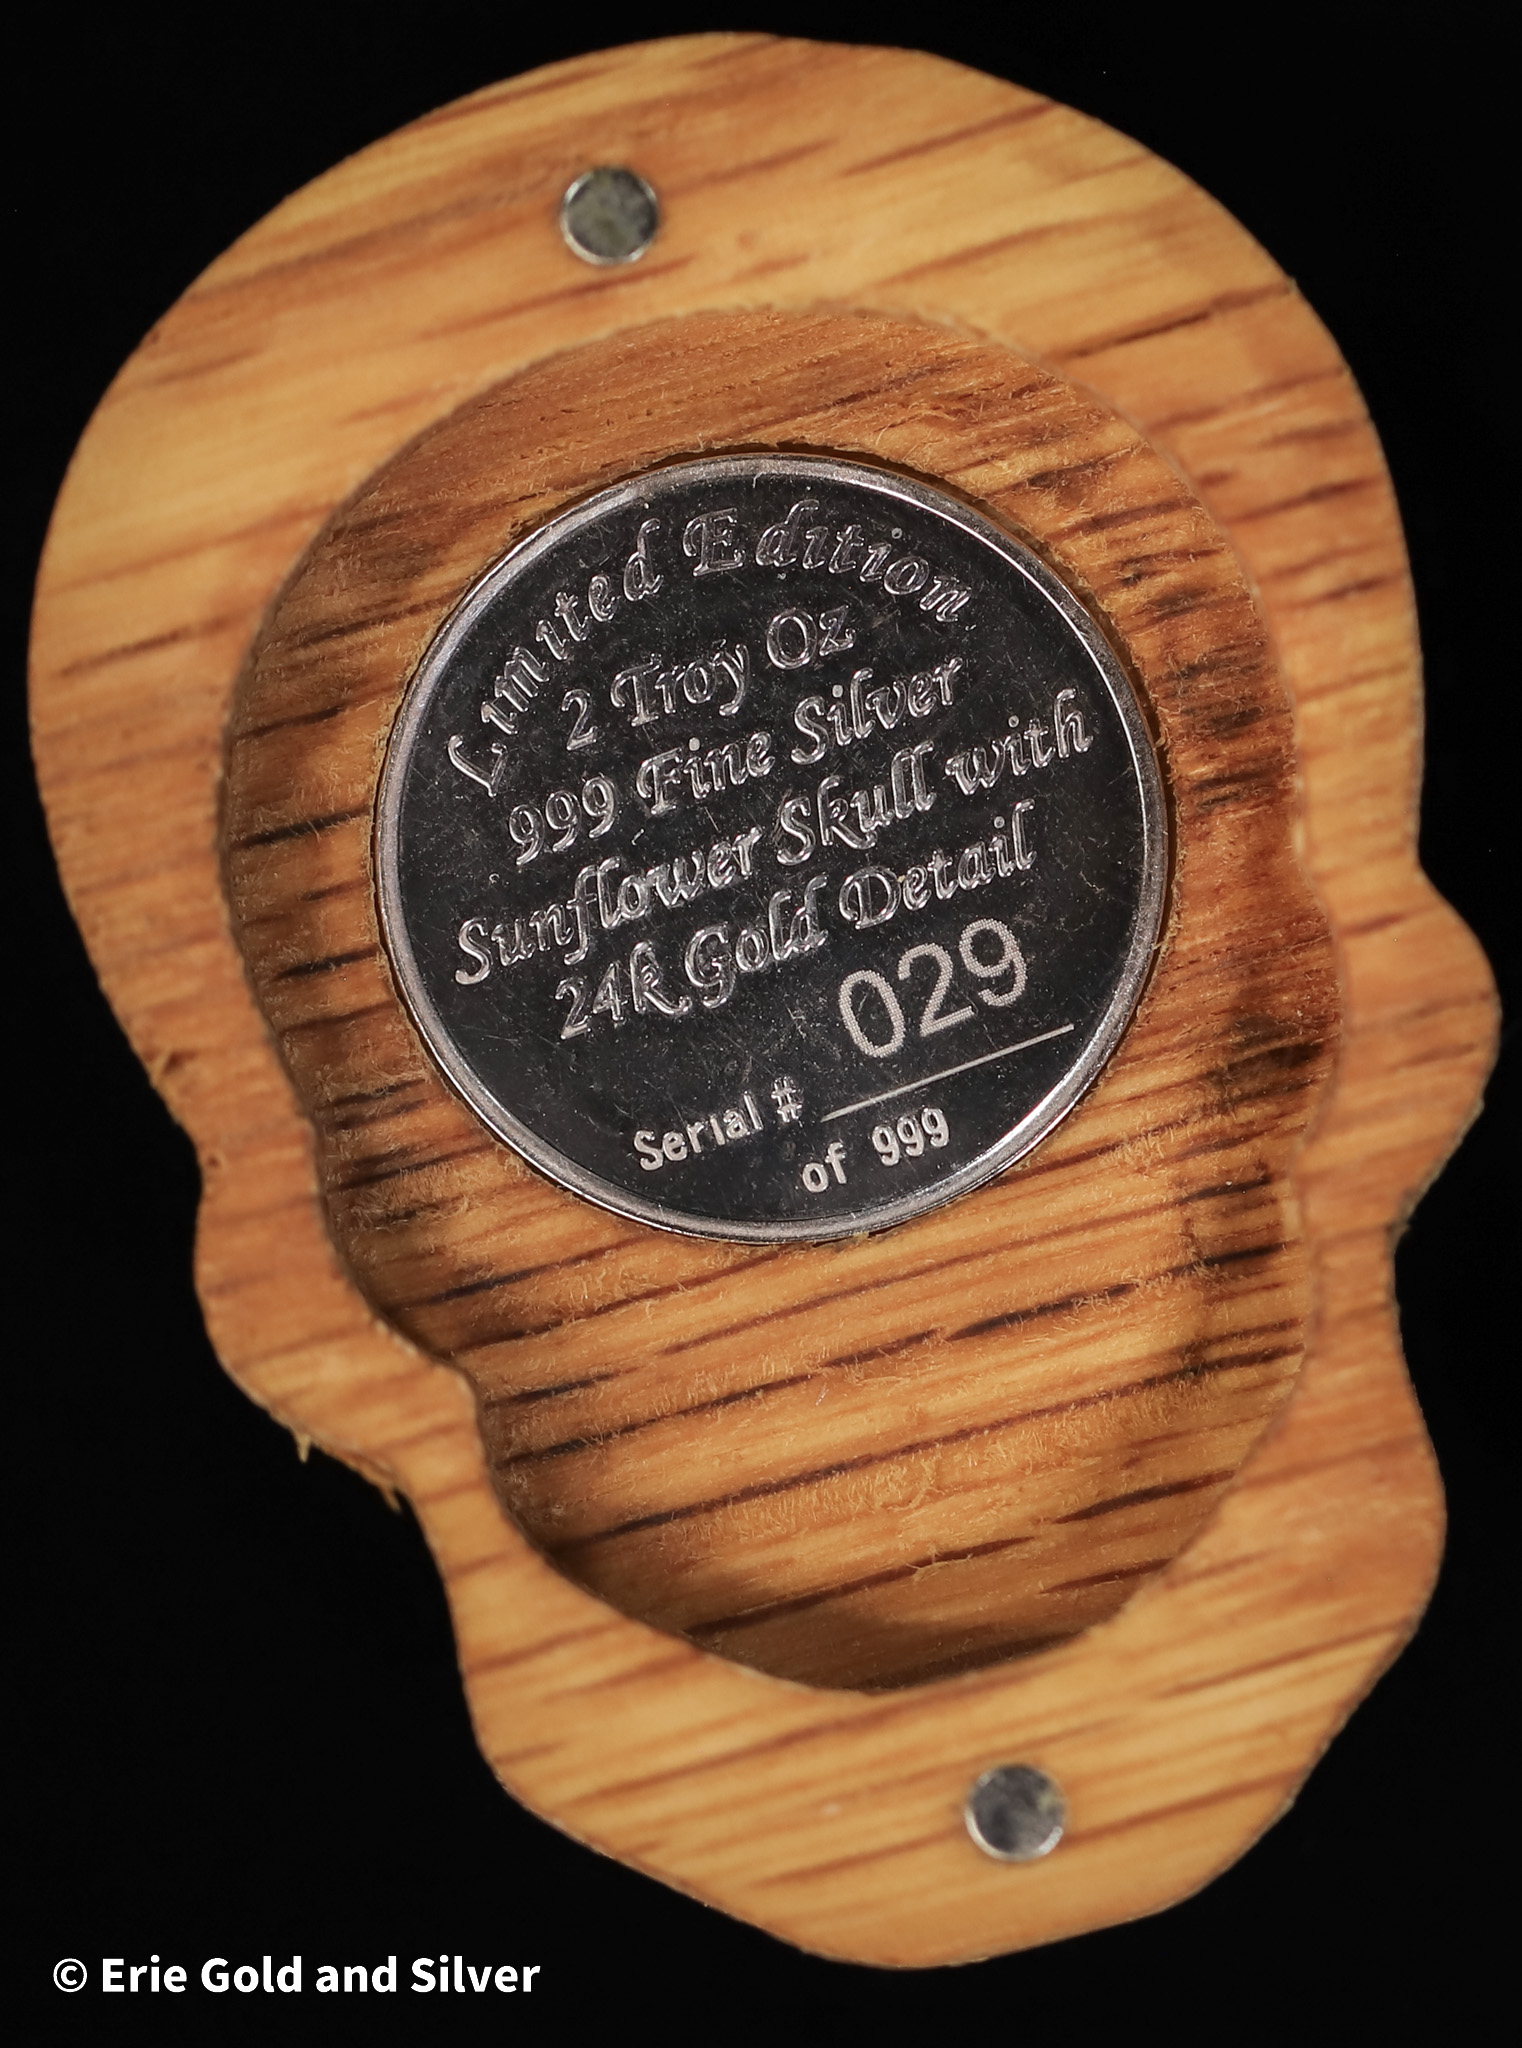 Limited Edition
2 Troy Oz
999 Fine Silver
Sunflower Skull with
24k Gold Detail
029
Serial #
of 999
© Erie Gold and Silver